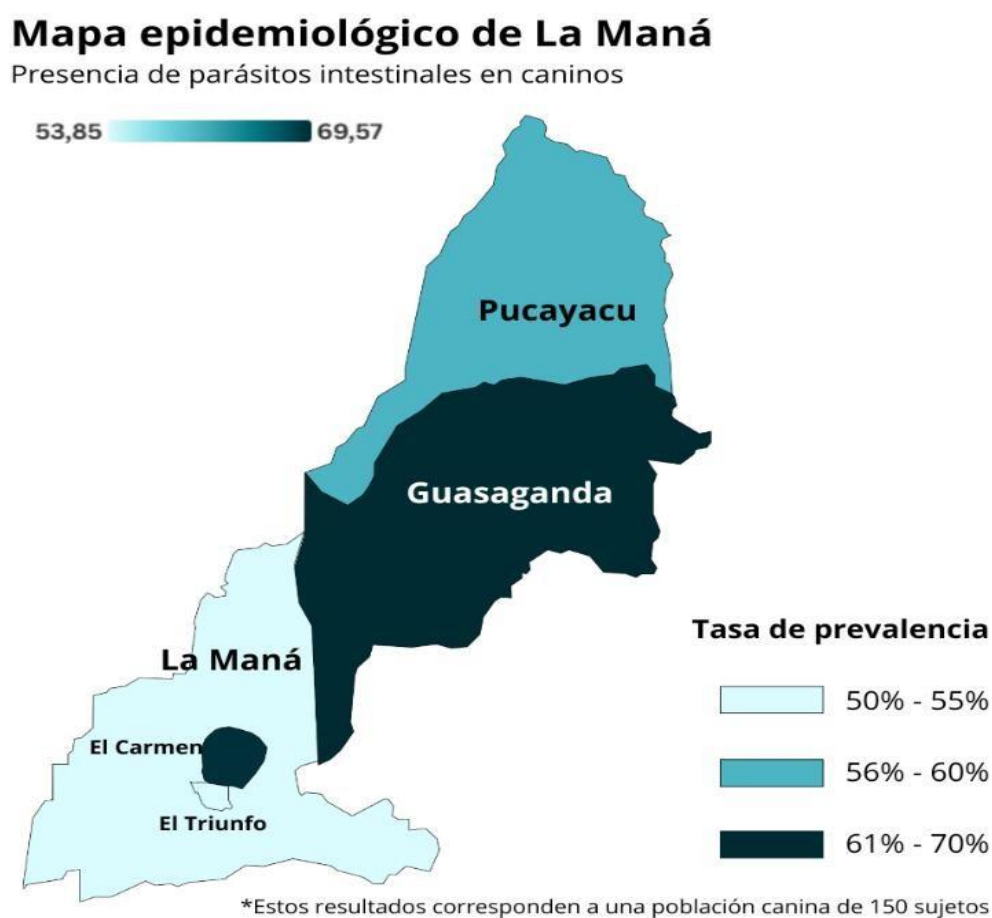 Mapa epidemiológico de La Maná
Presencia de parásitos intestinales en caninos
53,85 69,57
Pucayacu
Guasaganda
La Maná
El Carmen
El Triunfo
Tasa de prevalencia
50% - 55%
56% - 60%
61% - 70%
*Estos resultados corresponden a una población canina de 150 sujetos